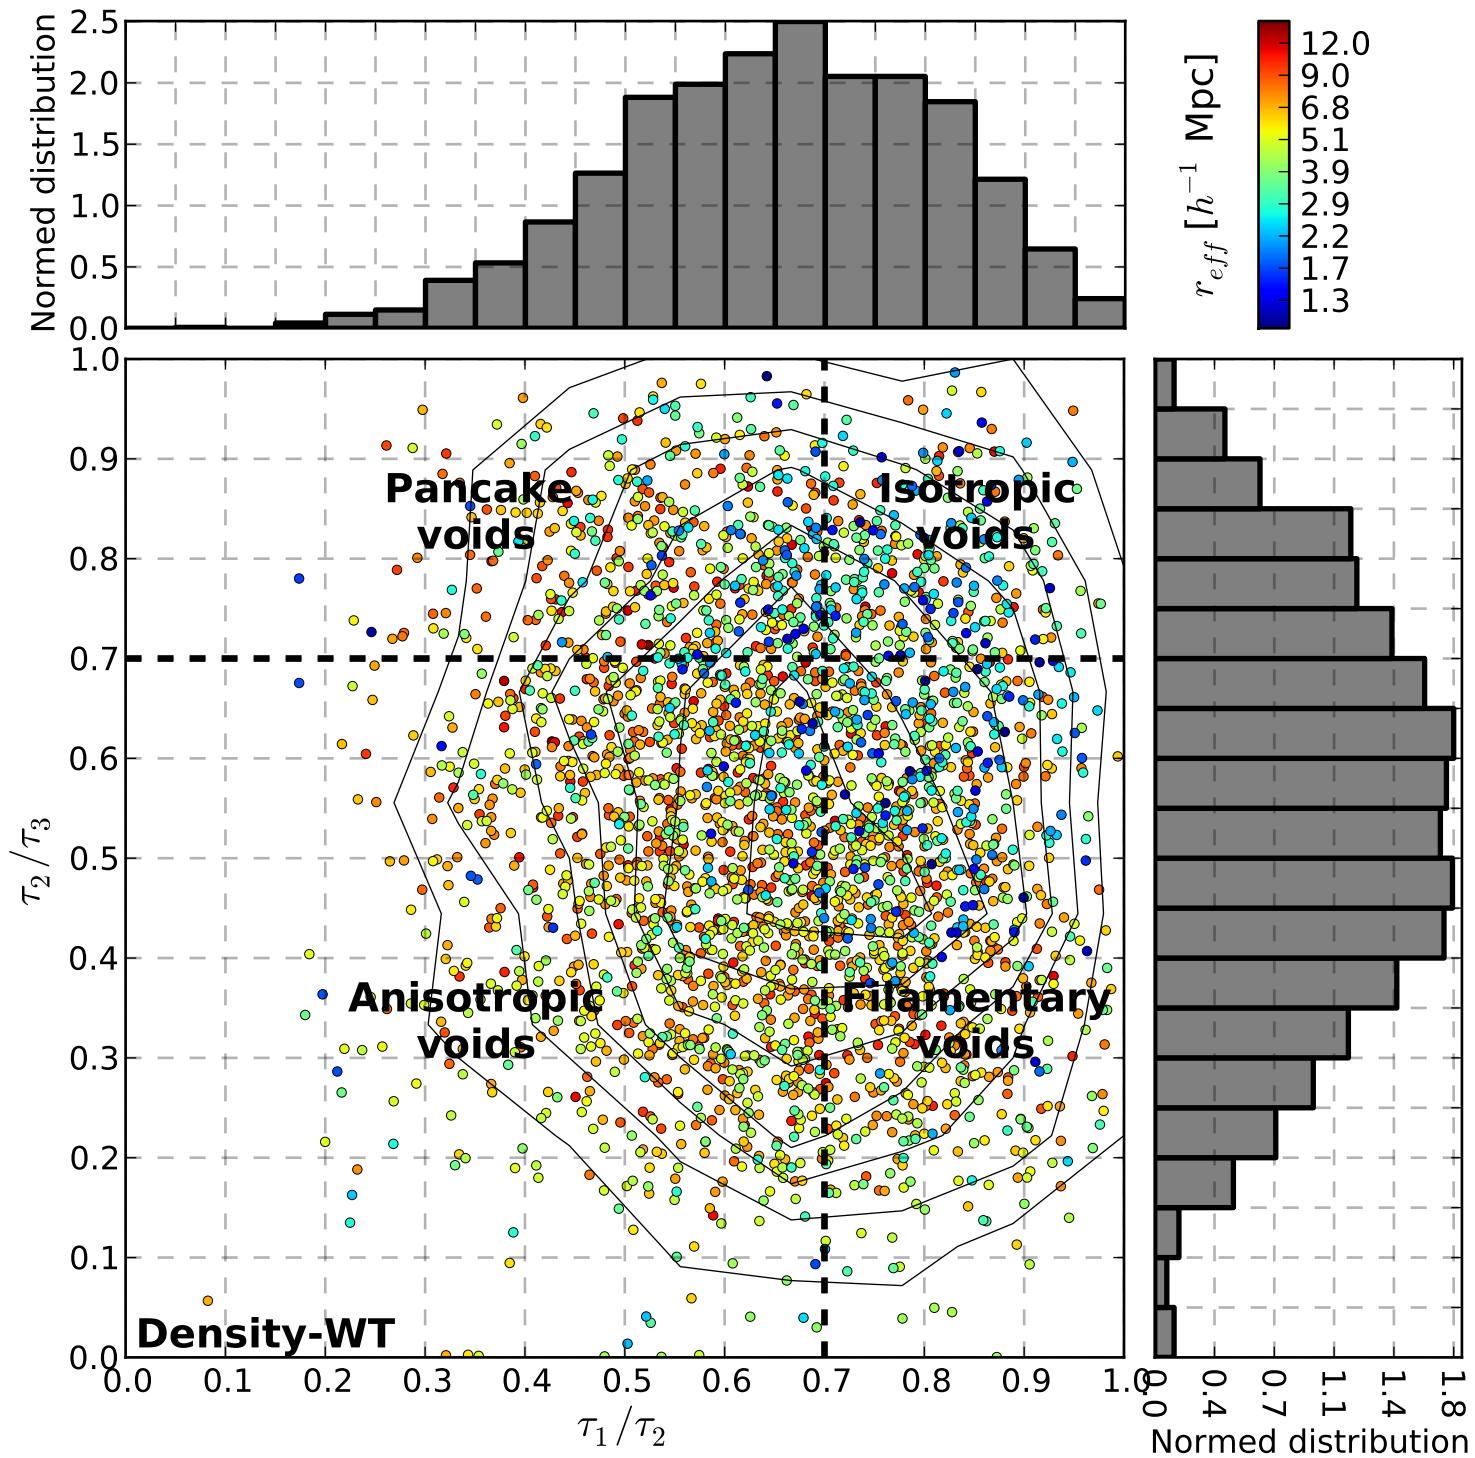 Normed distribution
2.5
2.0
1.5
1.0
0.5
0.0
r_eff [h⁻¹ Mpc]
12.0
9.0
6.8
5.1
3.9
2.9
2.2
1.7
1.3
τ₂/τ₃
1.0
0.9
0.8
0.7
0.6
0.5
0.4
0.3
0.2
0.1
0.0
Pancake
voids
Isotropic
voids
Anisotropic
voids
Filamentary
voids
Density-WT
0.0 0.1 0.2 0.3 0.4 0.5 0.6 0.7 0.8 0.9 1.0
τ₁/τ₂
0.0 0.4 0.7 1.1 1.4 1.8
Normed distribution